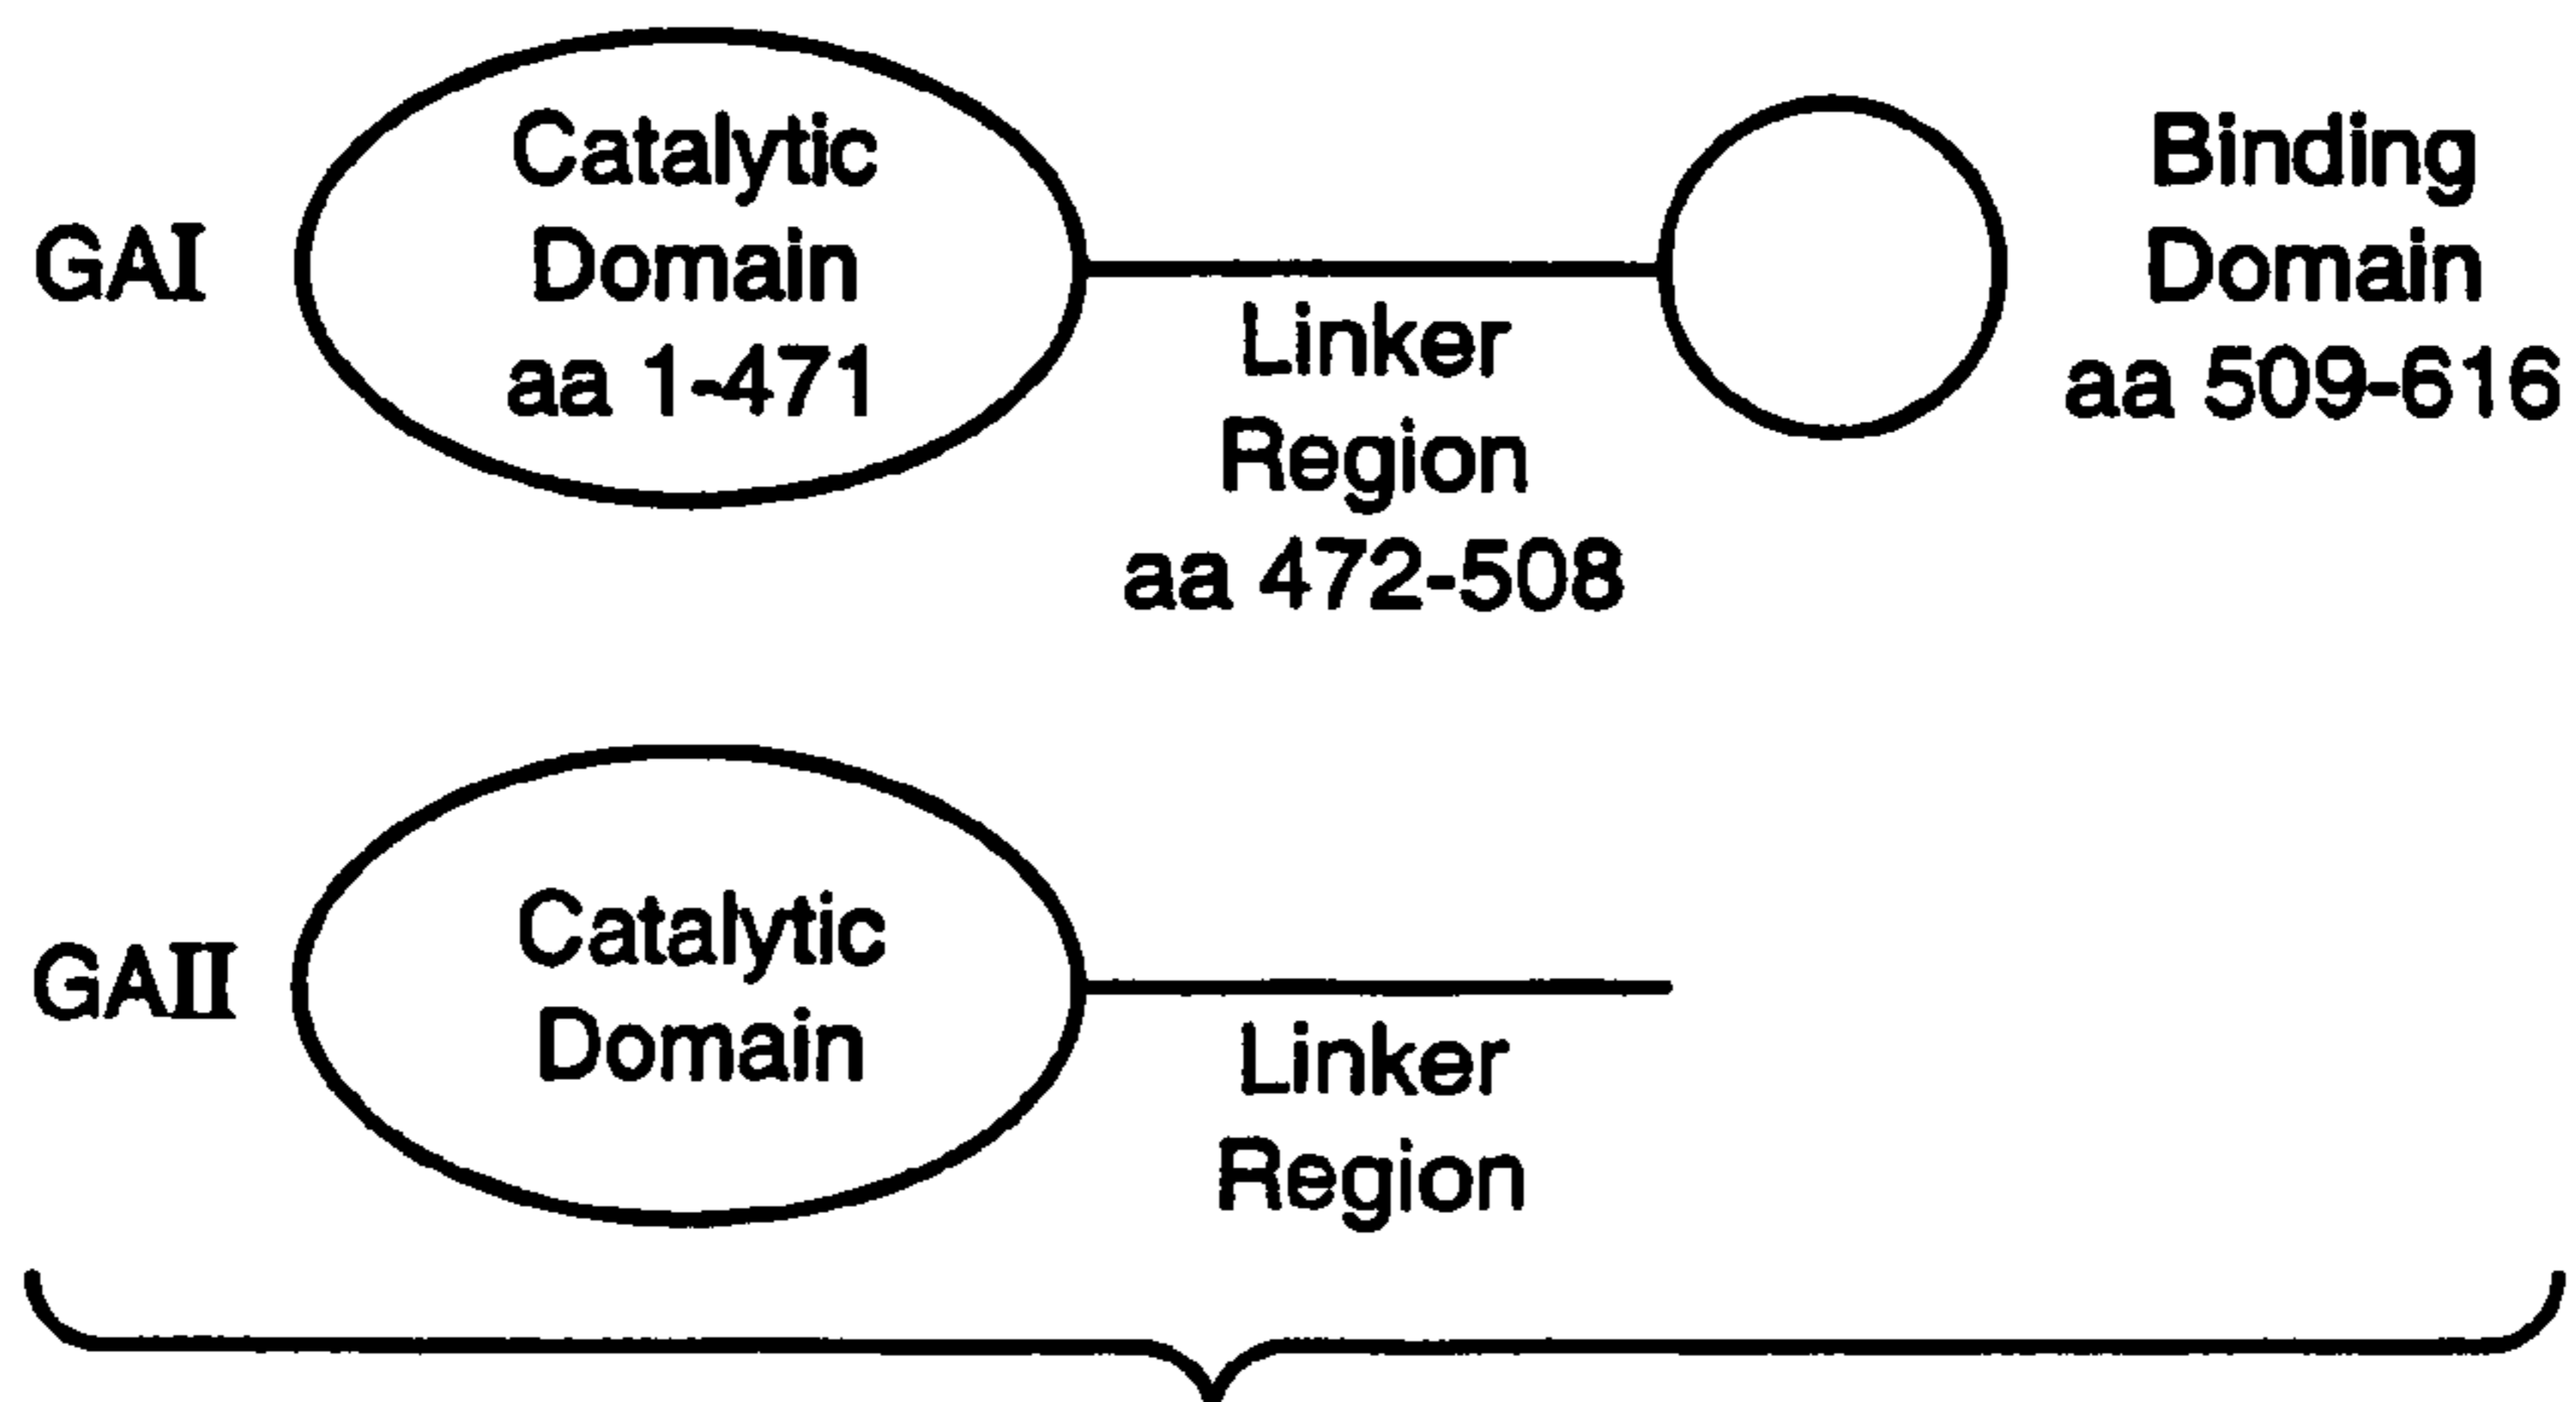 GAI
Catalytic
Domain
aa 1-471
Linker
Region
aa 472-508
Binding
Domain
aa 509-616
GAII
Catalytic
Domain
Linker
Region